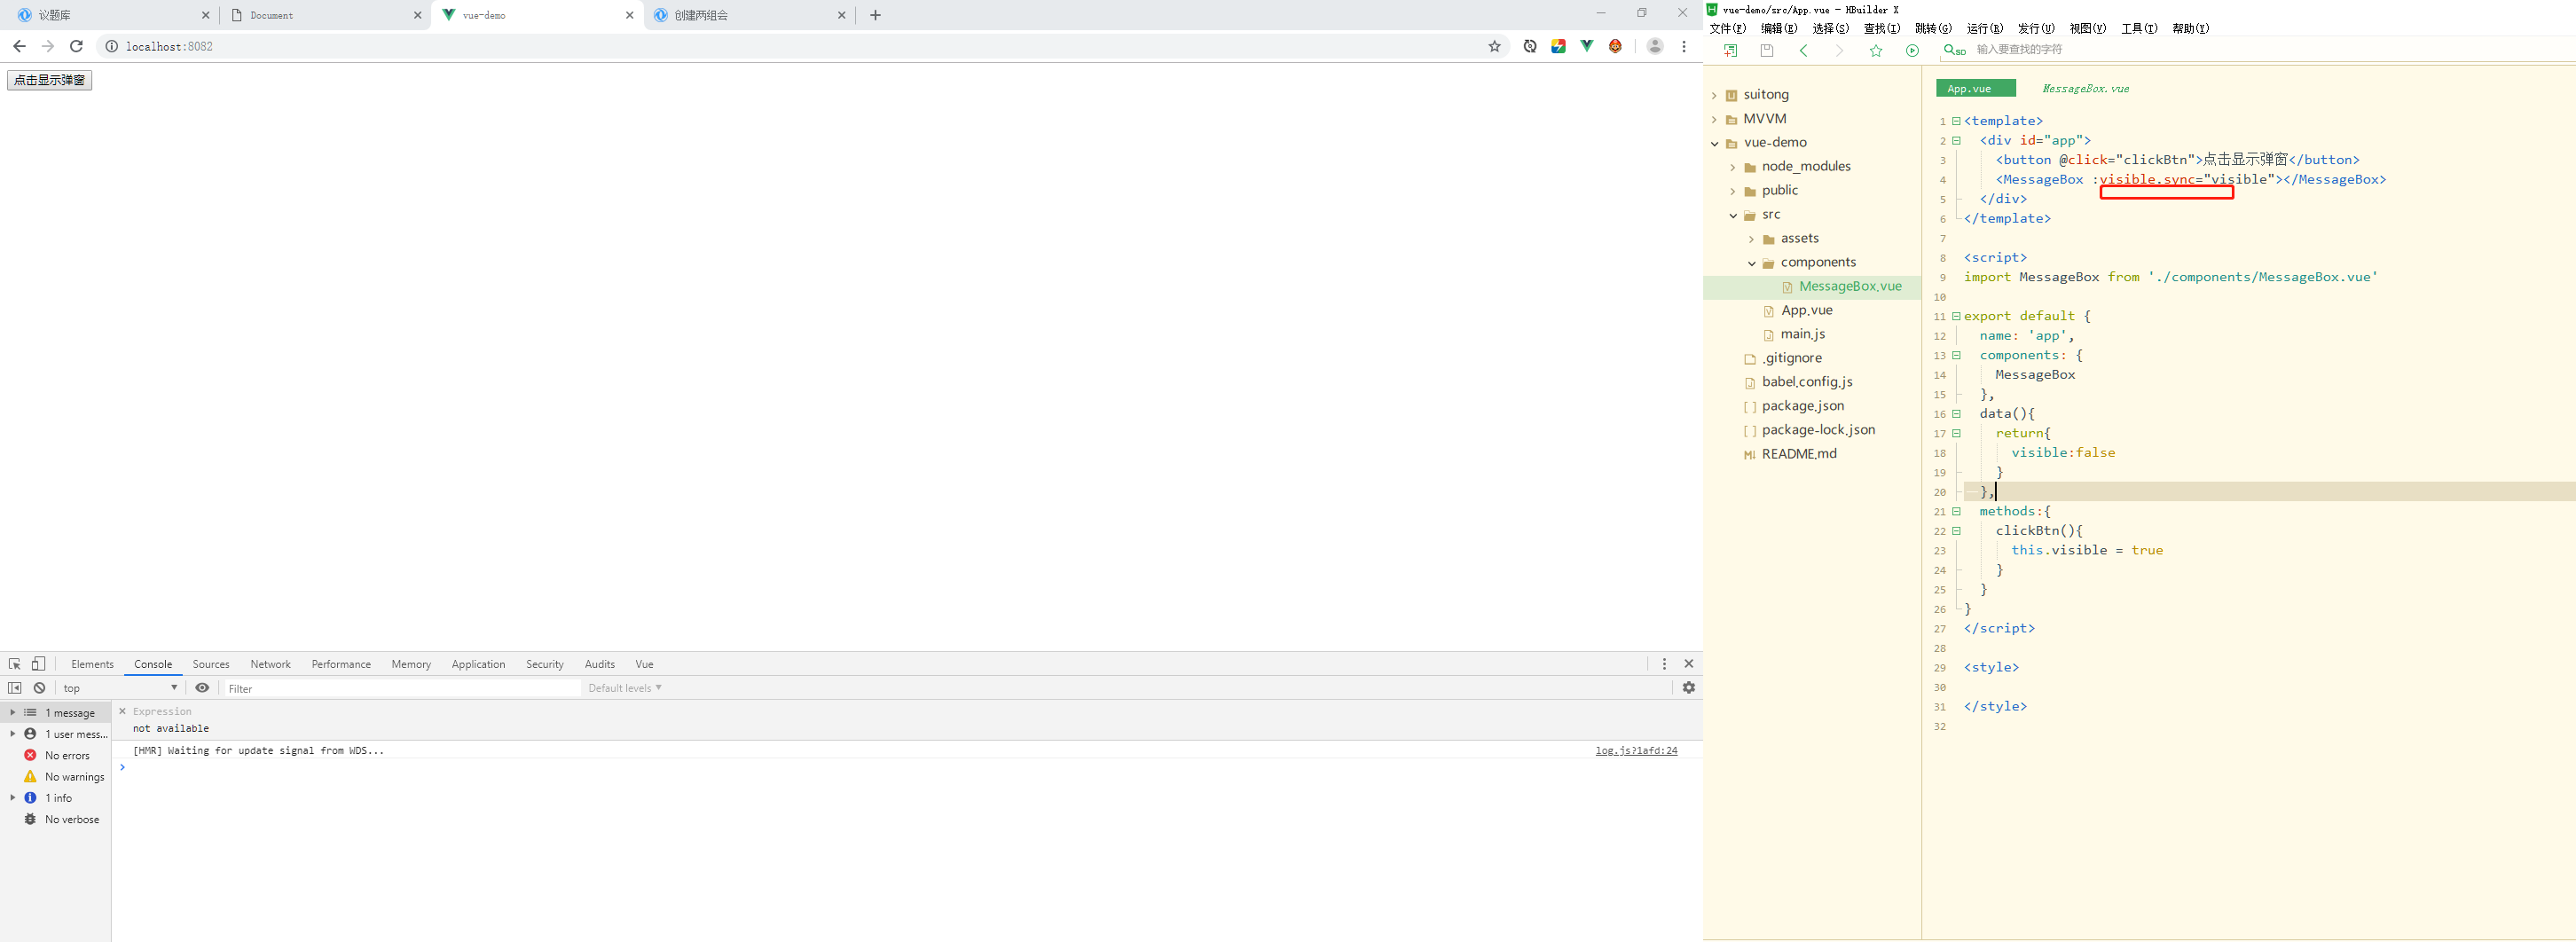 议题库
Document
vue-demo
创建两组会
localhost:8082
点击显示弹窗
Elements Console Sources Network Performance Memory Application Security Audits Vue
top
Filter
Default levels
1 message
1 user mess...
No errors
No warnings
1 info
No verbose
Expression
not available
[HMR] Waiting for update signal from WDS...
log.js?1afd:24
vue-demo/src/App.vue - HBuilder X
文件(F) 编辑(E) 选择(S) 查找(I) 跳转(G) 运行(R) 发行(U) 视图(V) 工具(T) 帮助(Y)
输入要查找的字符
suitong
MVVM
vue-demo
node_modules
public
src
assets
components
MessageBox.vue
App.vue
main.js
.gitignore
babel.config.js
package.json
package-lock.json
README.md
App.vue
MessageBox.vue
1 <template>
2 <div id="app">
3 <button @click="clickBtn">点击显示弹窗</button>
4 <MessageBox :visible.sync="visible"></MessageBox>
5 </div>
6 </template>
7
8 <script>
9 import MessageBox from './components/MessageBox.vue'
10
11 export default {
12 name: 'app',
13 components: {
14 MessageBox
15 },
16 data(){
17 return{
18 visible:false
19 }
20 },
21 methods:{
22 clickBtn(){
23 this.visible = true
24 }
25 }
26 }
27 </script>
28
29 <style>
30
31 </style>
32